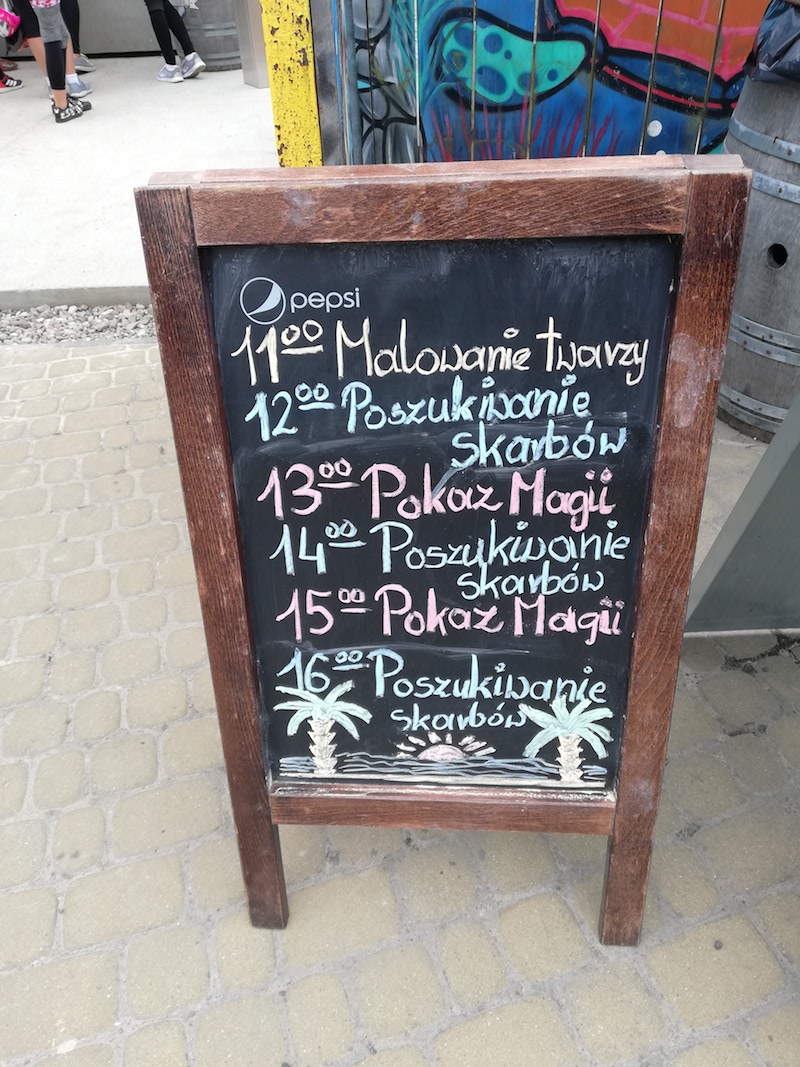 pepsi
11⁰⁰ Malowanie twarzy
12⁰⁰ Poszukiwanie
skarbów
13⁰⁰ Pokaz Magii
14⁰⁰ Poszukiwanie
skarbów
15⁰⁰ Pokaz Magii
16⁰⁰ Poszukiwanie
skarbów